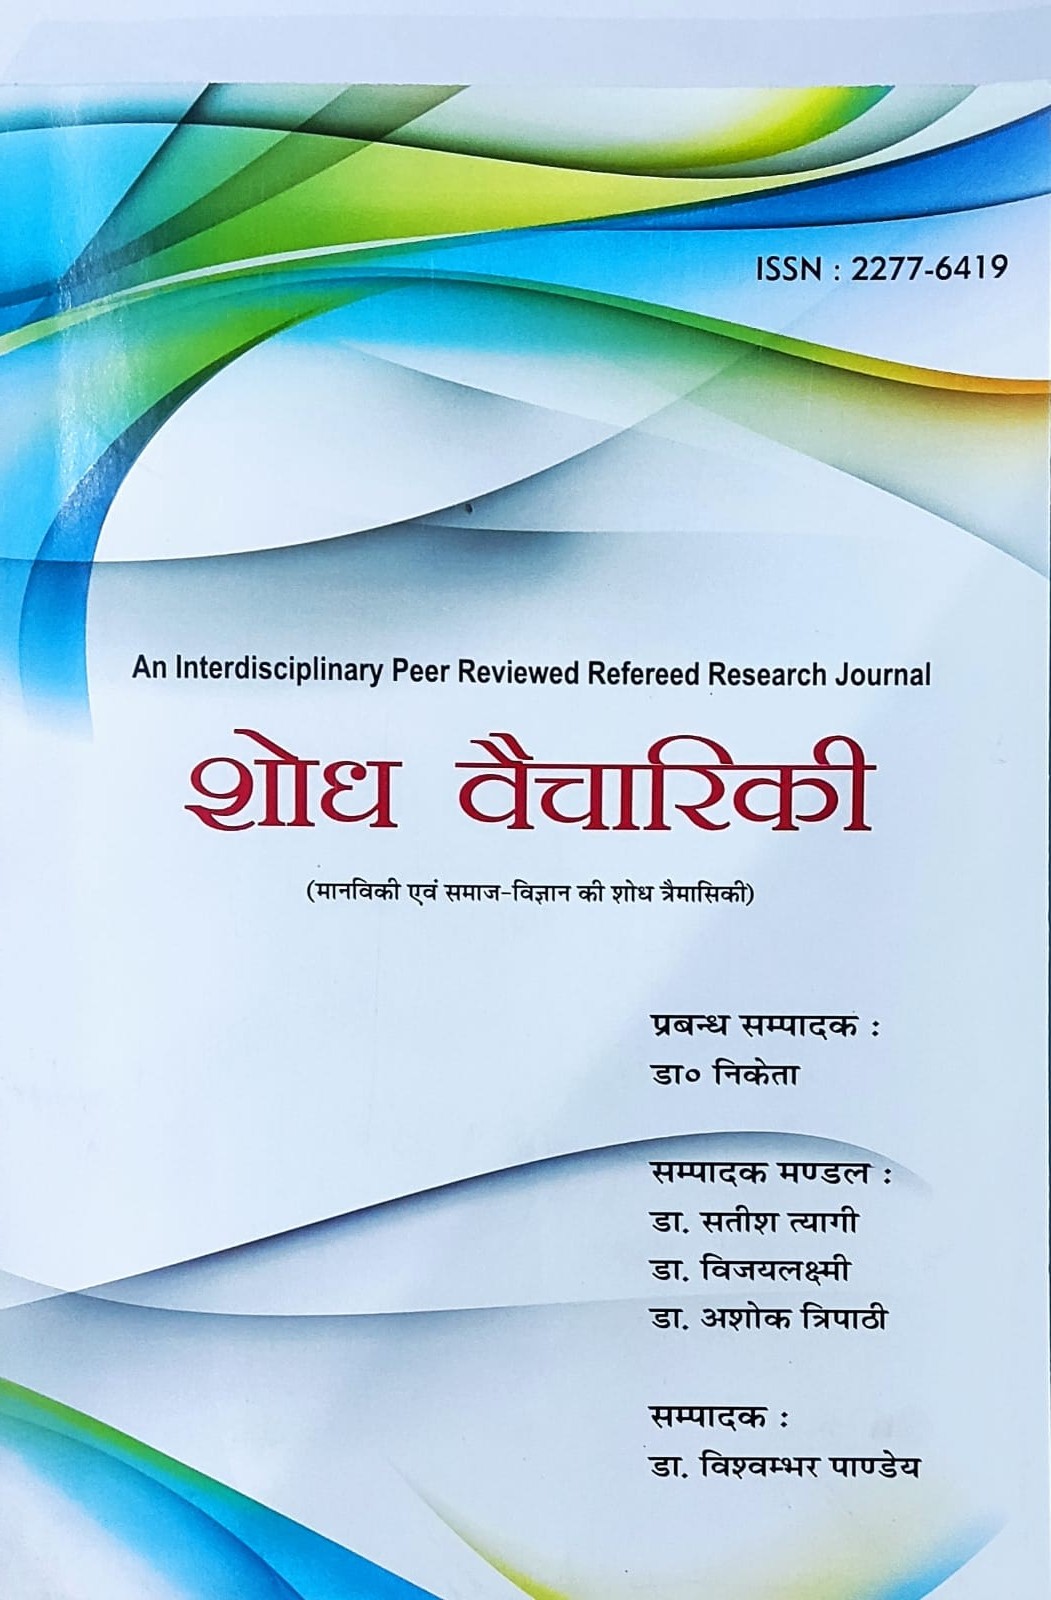 ISSN : 2277-6419
An Interdisciplinary Peer Reviewed Refereed Research Journal
शोध वैचारिकी
(मानविकी एवं समाज-विज्ञान की शोध त्रैमासिकी)
प्रबन्ध सम्पादक :
डा० निकेता
सम्पादक मण्डल :
डा. सतीश त्यागी
डा. विजयलक्ष्मी
डा. अशोक त्रिपाठी
सम्पादक :
डा. विश्वम्भर पाण्डेय